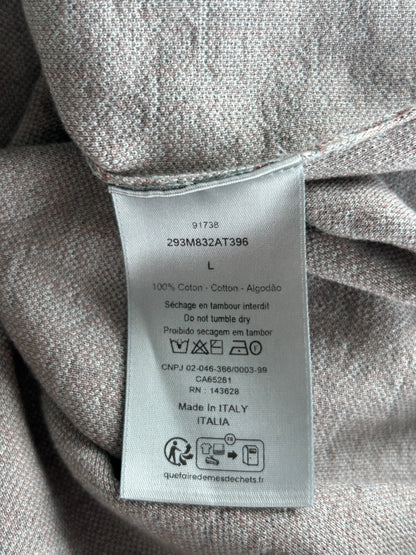 91738
293M832AT396
L
100% Coton - Cotton - Algodão
Séchage en tambour interdit
Do not tumble dry
Proibido secagem em tambor
CNPJ 02-046-366/0003-99
CA65281
RN : 143628
Made In ITALY
ITALIA
FR
quefairedemesdechets.fr/